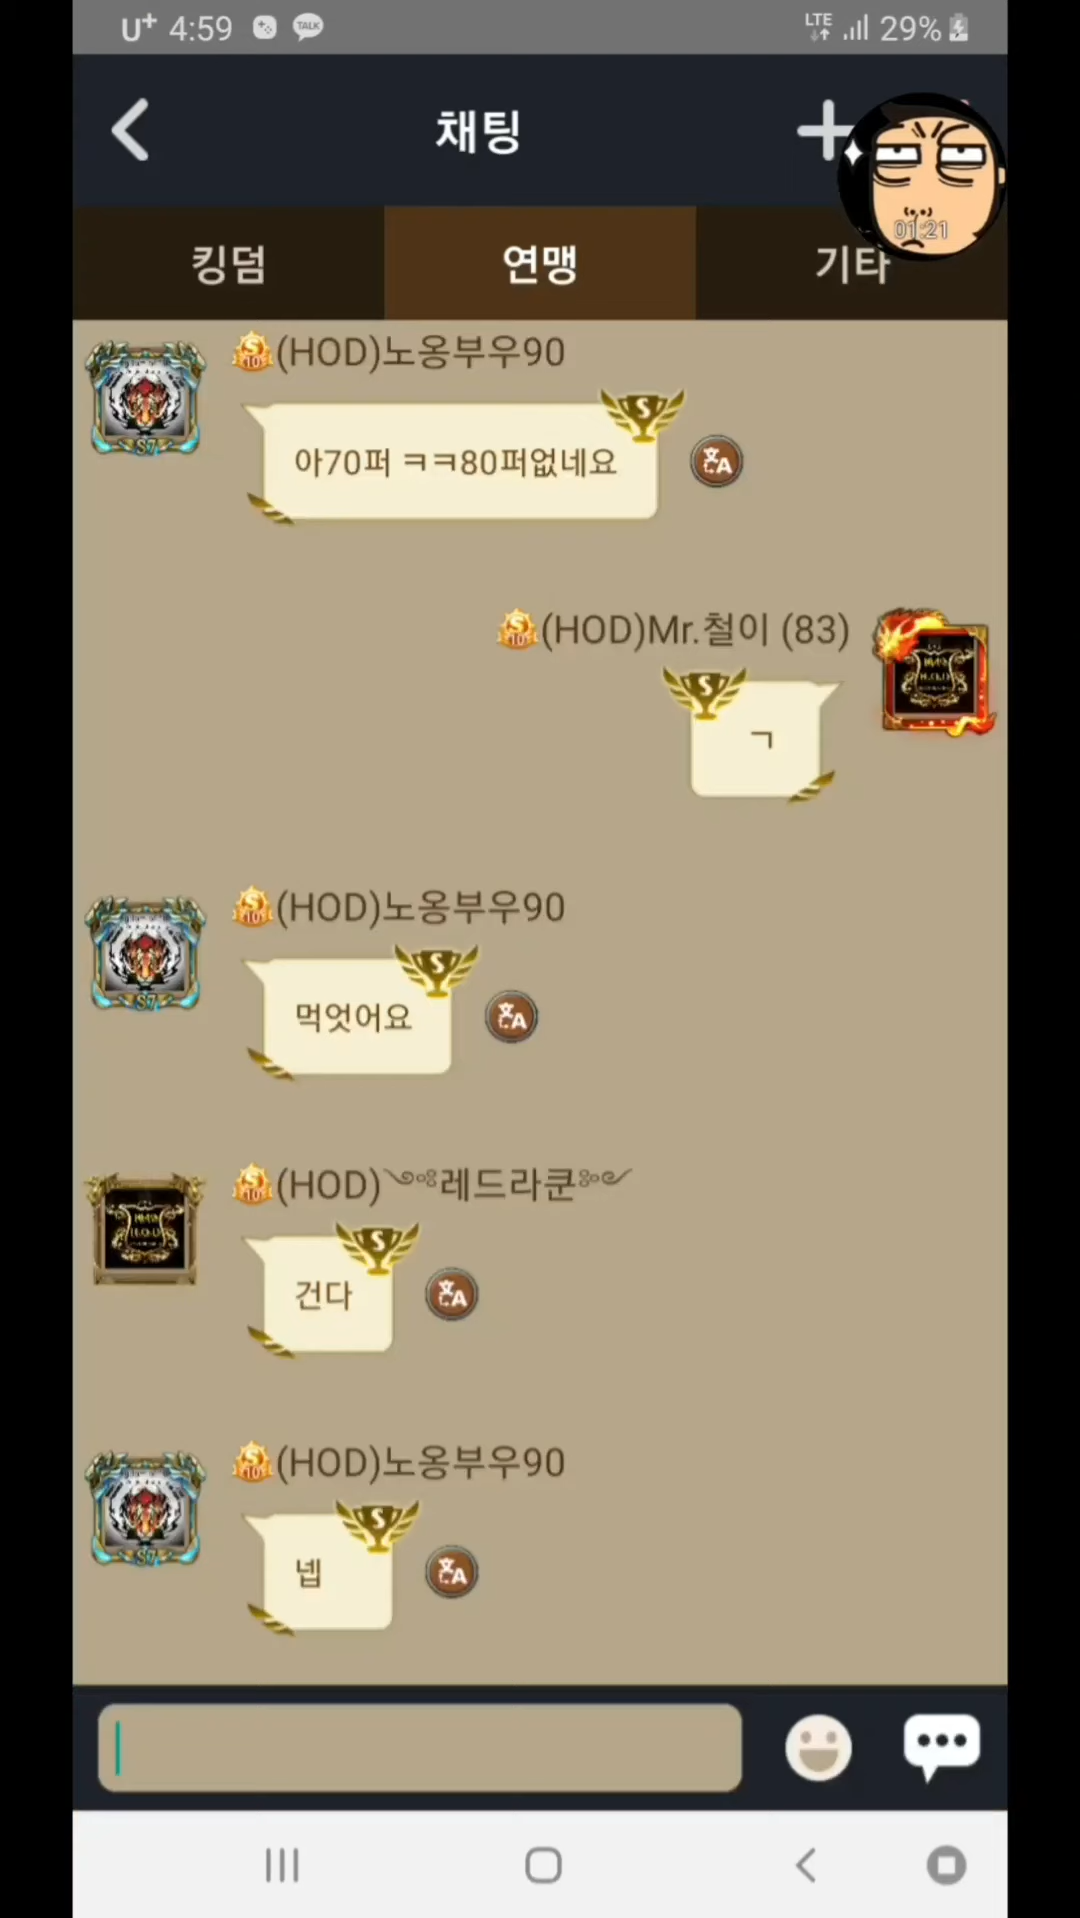 U+ 4:59 TALK LTE 29%
채팅
01:21
킹덤 연맹 기타
(HOD)노옹부우90
아70퍼 ㅋㅋ80퍼없네요
(HOD)Mr.철이 (83)
ㄱ
(HOD)노옹부우90
먹엇어요
(HOD)༺레드라쿤༻
건다
(HOD)노옹부우90
넵